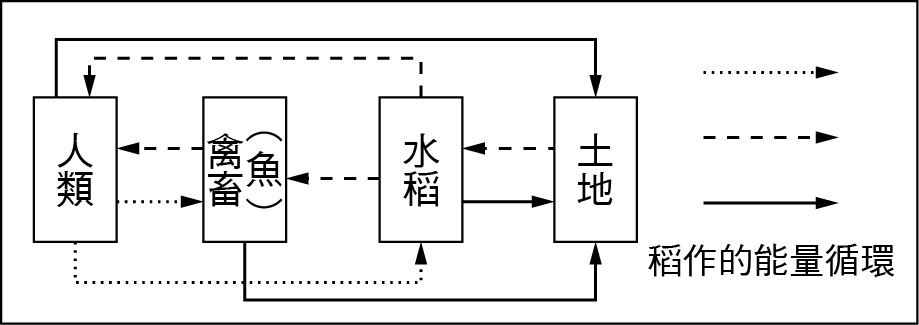 人類
禽畜
（魚）
水稻
土地
稻作的能量循環